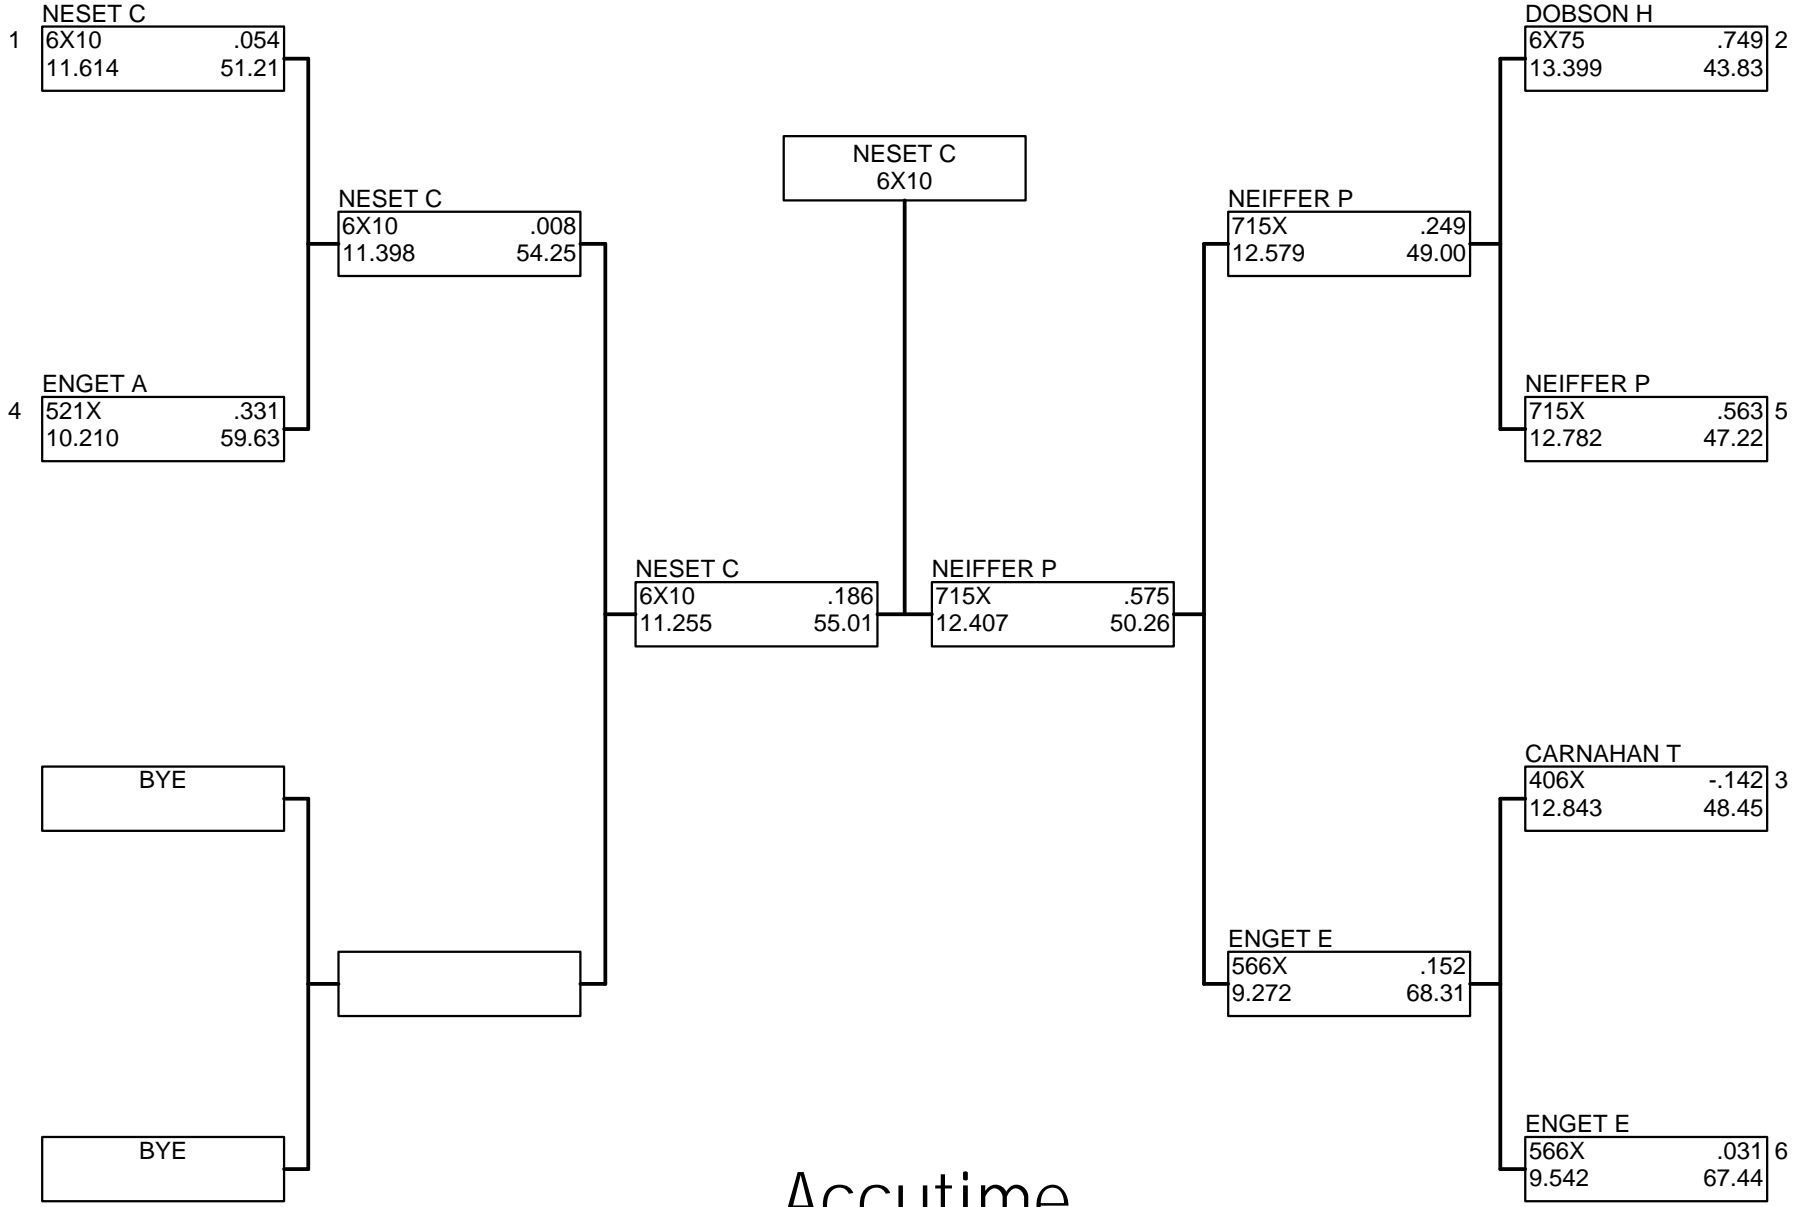 NESET C
1 6X10 .054
11.614 51.21
ENGET A
4 521X .331
10.210 59.63
BYE
BYE
NESET C
6X10 .008
11.398 54.25
NESET C
6X10 .186
11.255 55.01
NESET C
6X10
NEIFFER P
715X .575
12.407 50.26
NEIFFER P
715X .249
12.579 49.00
ENGET E
566X .152
9.272 68.31
DOBSON H
6X75 .749 2
13.399 43.83
NEIFFER P
715X .563 5
12.782 47.22
CARNAHAN T
406X -.142 3
12.843 48.45
ENGET E
566X .031 6
9.542 67.44
Accutime